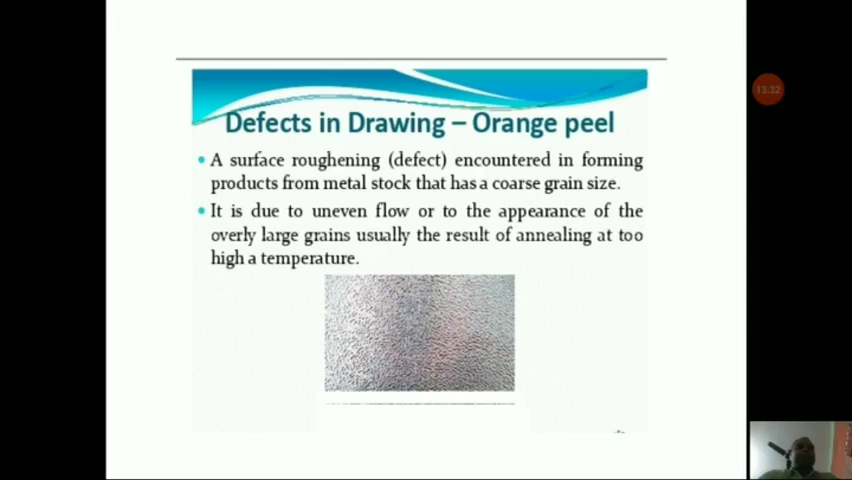 Defects in Drawing – Orange peel
• A surface roughening (defect) encountered in forming
products from metal stock that has a coarse grain size.
• It is due to uneven flow or to the appearance of the
overly large grains usually the result of annealing at too
high a temperature.
13:32